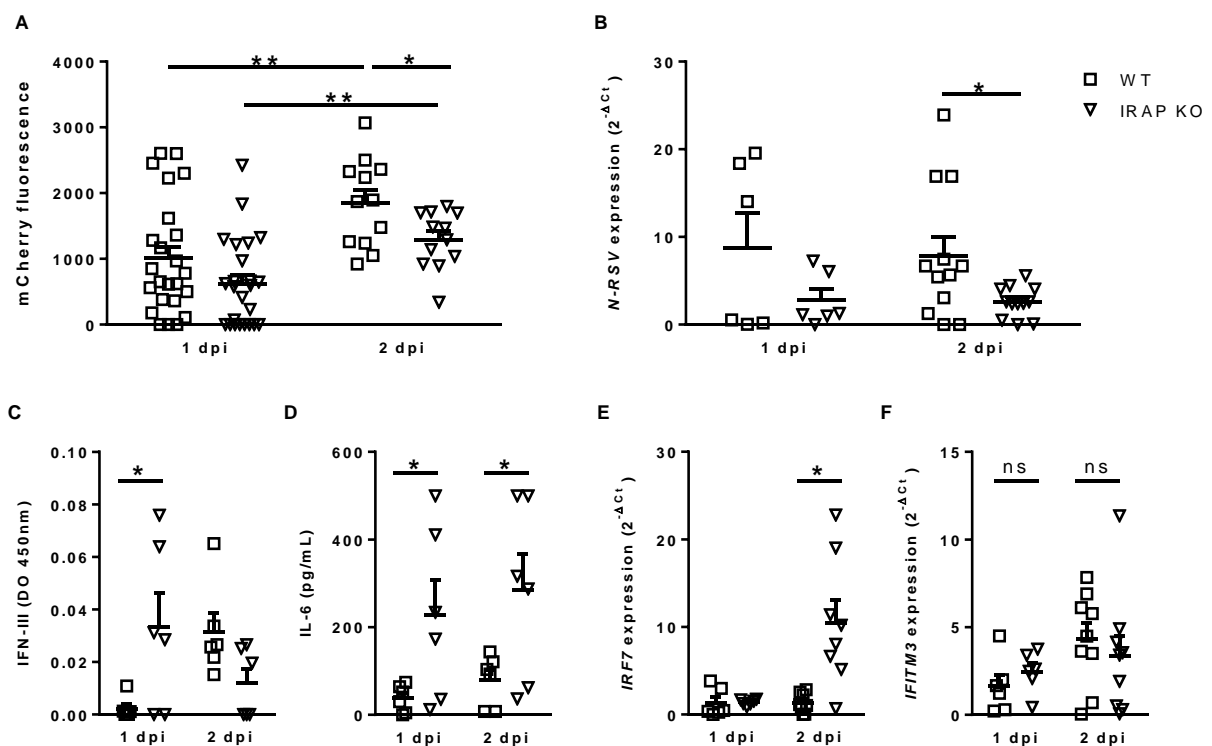 A
mCherry fluorescence
4000
3000
2000
1000
0
** *
**
1 dpi 2 dpi
B
N-RSV expression (2-ΔCt)
30
20
10
0
*
1 dpi 2 dpi
WT
IRAP KO
C
IFN-III (DO 450nm)
0.10
0.08
0.06
0.04
0.02
0.00
*
1 dpi 2 dpi
D
IL-6 (pg/mL)
600
400
200
0
* *
1 dpi 2 dpi
E
IRF7 expression (2-ΔCt)
30
20
10
0
*
1 dpi 2 dpi
F
IFITM3 expression (2-ΔCt)
15
10
5
0
ns ns
1 dpi 2 dpi